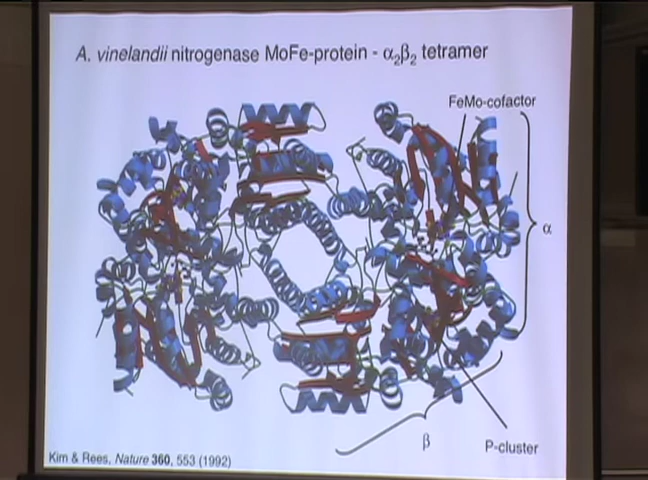 A. vinelandii nitrogenase MoFe-protein - α₂β₂ tetramer
FeMo-cofactor
α
β
P-cluster
Kim & Rees, Nature 360, 553 (1992)